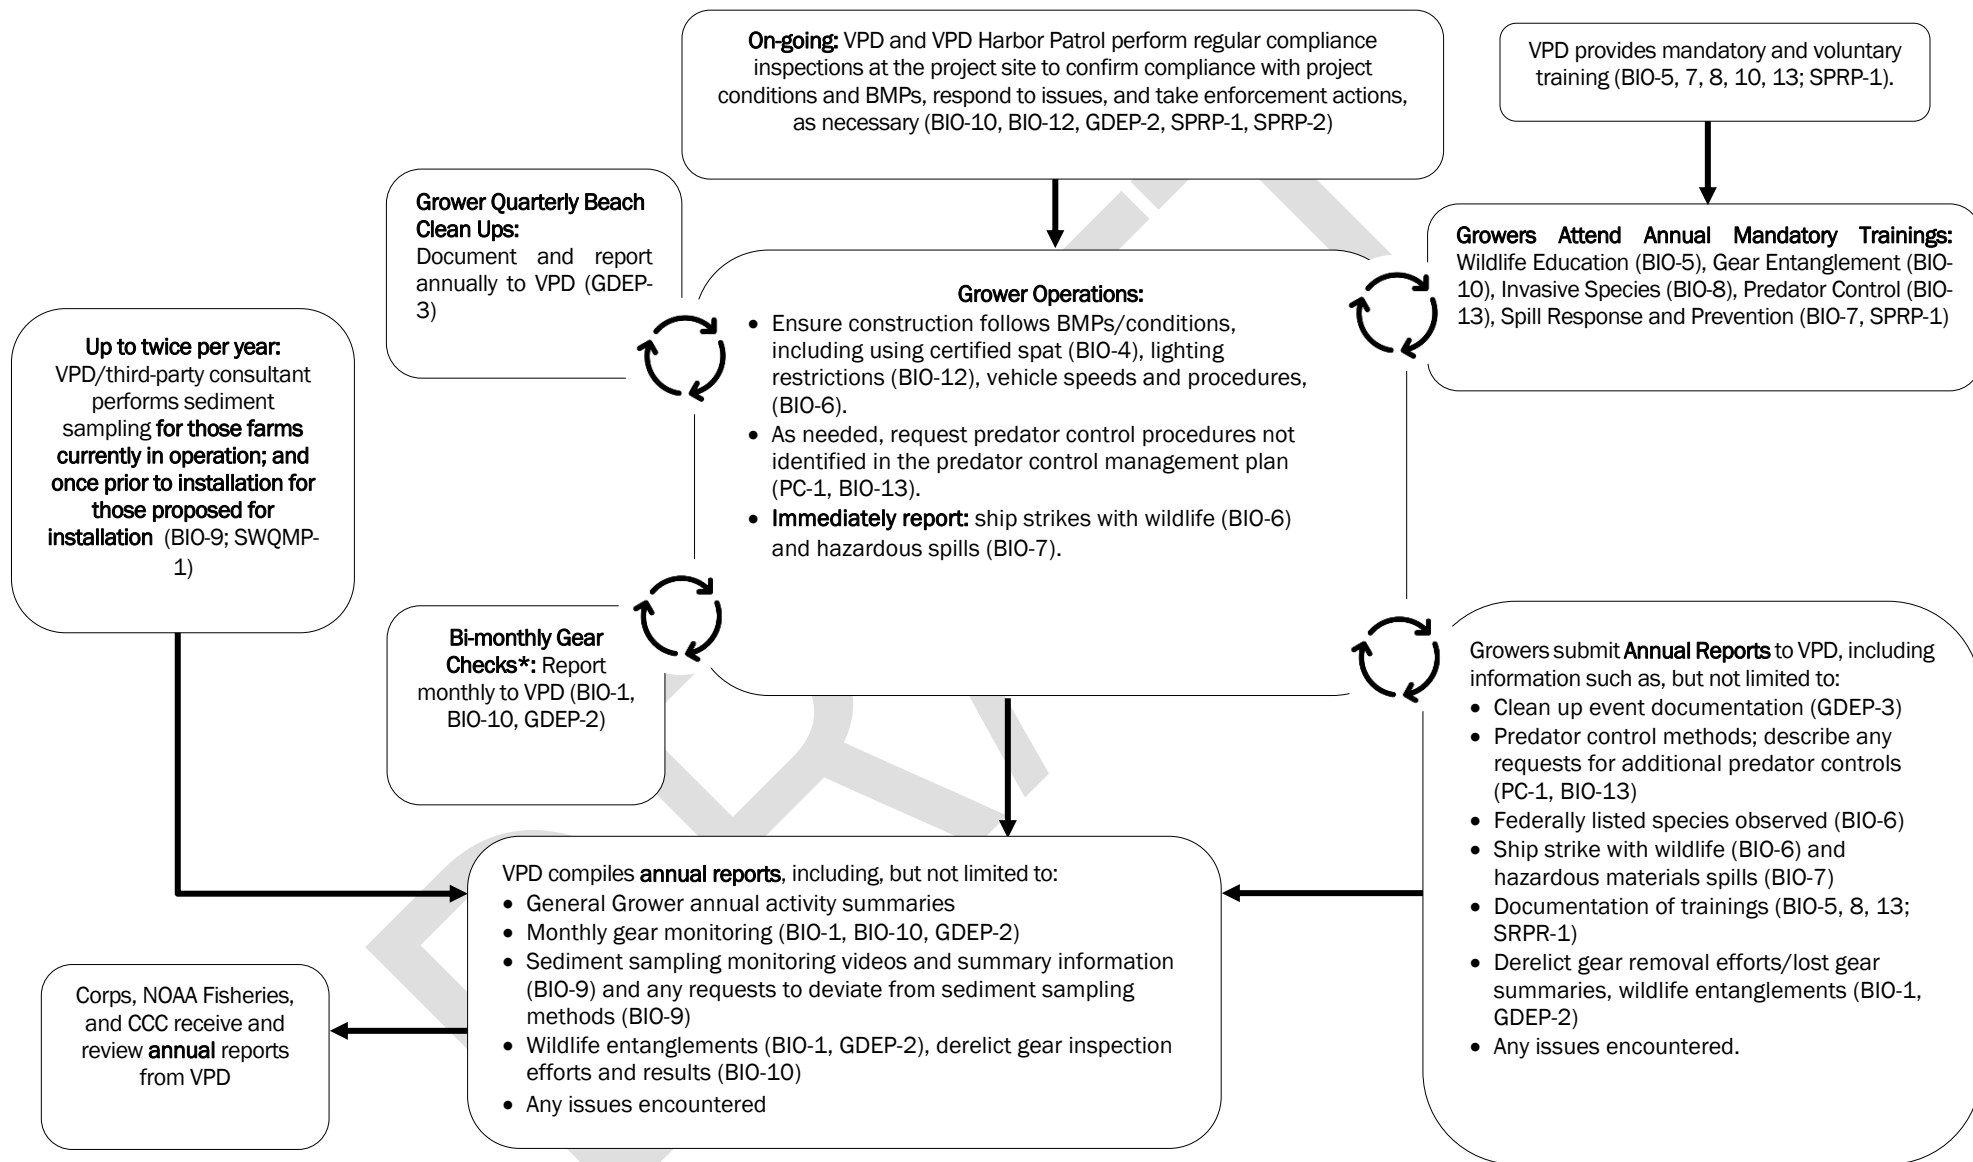 On-going: VPD and VPD Harbor Patrol perform regular compliance
inspections at the project site to confirm compliance with project
conditions and BMPs, respond to issues, and take enforcement actions,
as necessary (BIO-10, BIO-12, GDEP-2, SPRP-1, SPRP-2)
VPD provides mandatory and voluntary
training (BIO-5, 7, 8, 10, 13; SPRP-1).
Grower Quarterly Beach
Clean Ups:
Document and report
annually to VPD (GDEP-
3)
Growers Attend Annual Mandatory Trainings:
Wildlife Education (BIO-5), Gear Entanglement (BIO-
10), Invasive Species (BIO-8), Predator Control (BIO-
13), Spill Response and Prevention (BIO-7, SPRP-1)
Grower Operations:
• Ensure construction follows BMPs/conditions,
including using certified spat (BIO-4), lighting
restrictions (BIO-12), vehicle speeds and procedures,
(BIO-6).
• As needed, request predator control procedures not
identified in the predator control management plan
(PC-1, BIO-13).
• Immediately report: ship strikes with wildlife (BIO-6)
and hazardous spills (BIO-7).
Up to twice per year:
VPD/third-party consultant
performs sediment
sampling for those farms
currently in operation; and
once prior to installation for
those proposed for
installation (BIO-9; SWQMP-
1)
Bi-monthly Gear
Checks*: Report
monthly to VPD (BIO-1,
BIO-10, GDEP-2)
Growers submit Annual Reports to VPD, including
information such as, but not limited to:
• Clean up event documentation (GDEP-3)
• Predator control methods; describe any
requests for additional predator controls
(PC-1, BIO-13)
• Federally listed species observed (BIO-6)
• Ship strike with wildlife (BIO-6) and
hazardous materials spills (BIO-7)
• Documentation of trainings (BIO-5, 8, 13;
SRPR-1)
• Derelict gear removal efforts/lost gear
summaries, wildlife entanglements (BIO-1,
GDEP-2)
• Any issues encountered.
VPD compiles annual reports, including, but not limited to:
• General Grower annual activity summaries
• Monthly gear monitoring (BIO-1, BIO-10, GDEP-2)
• Sediment sampling monitoring videos and summary information
(BIO-9) and any requests to deviate from sediment sampling
methods (BIO-9)
• Wildlife entanglements (BIO-1, GDEP-2), derelict gear inspection
efforts and results (BIO-10)
• Any issues encountered
Corps, NOAA Fisheries,
and CCC receive and
review annual reports
from VPD